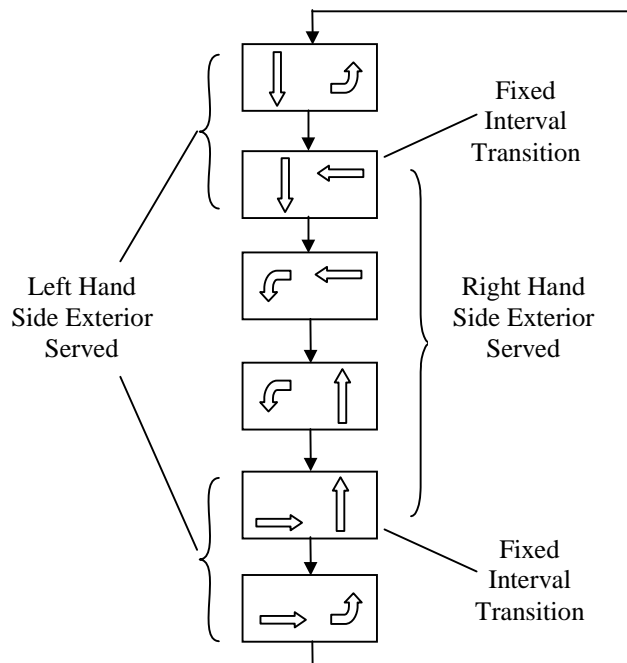 Fixed
Interval
Transition
Left Hand
Side Exterior
Served
Right Hand
Side Exterior
Served
Fixed
Interval
Transition